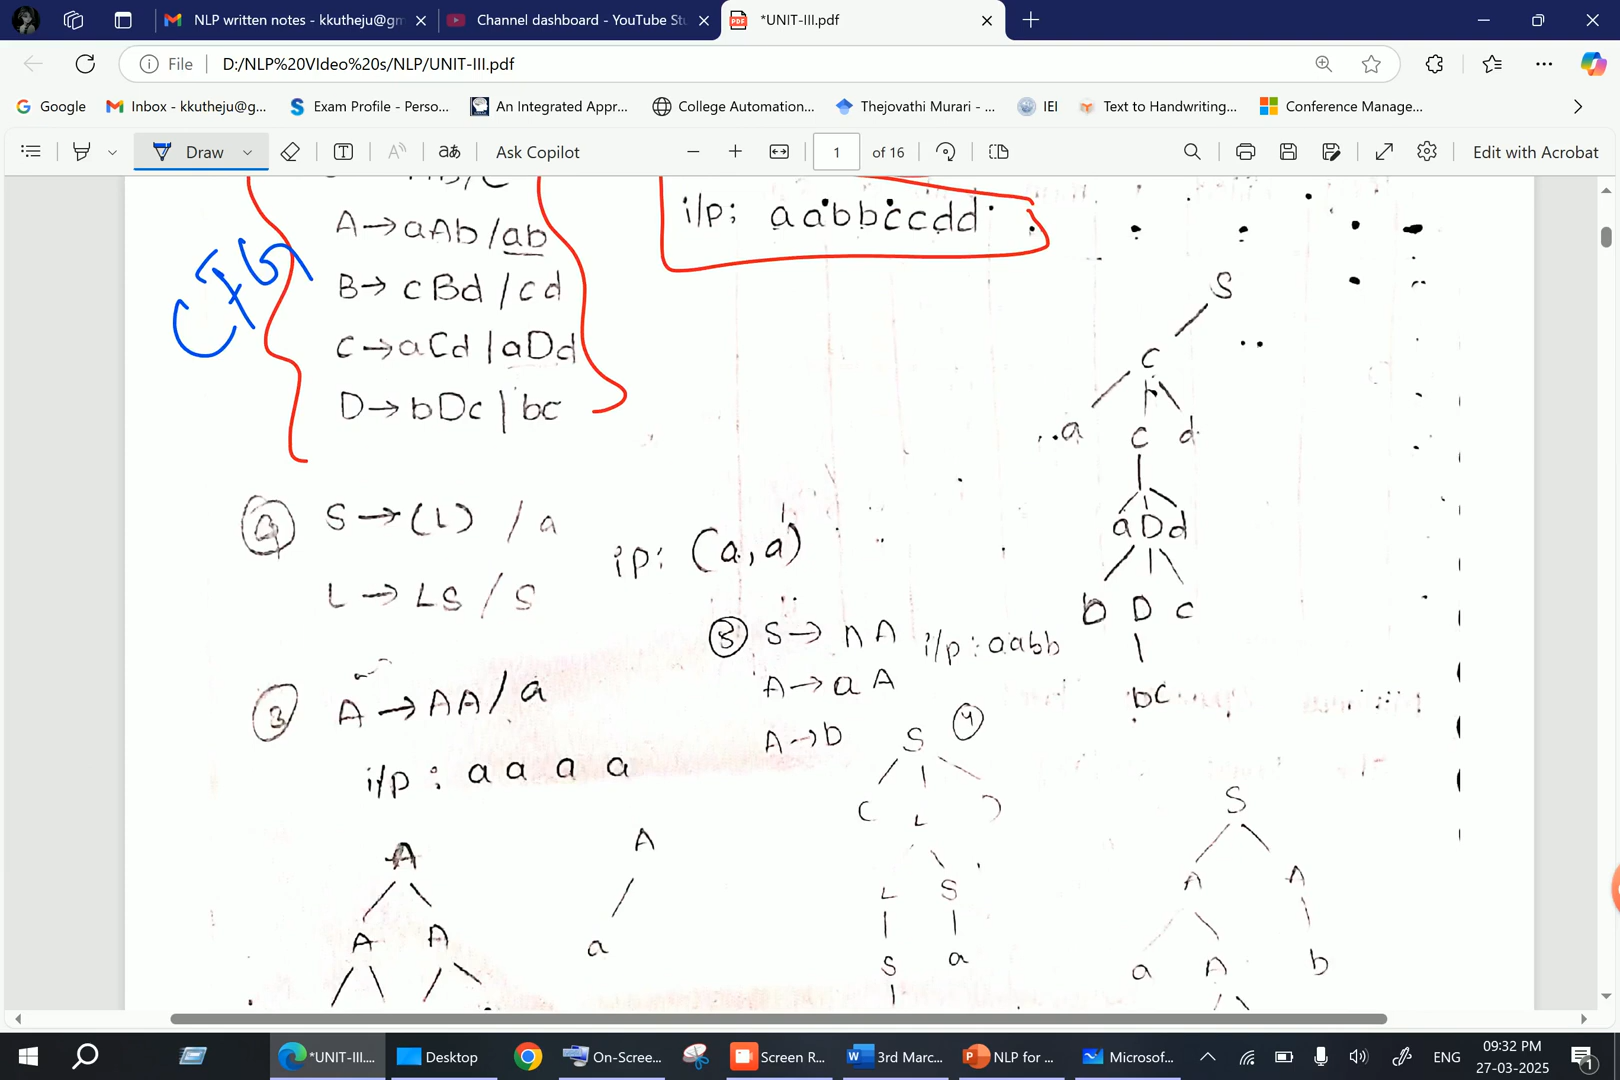 NLP written notes - kkutheju@gm
Channel dashboard - YouTube Stu
*UNIT-III.pdf
File
D:/NLP%20VIdeo%20s/NLP/UNIT-III.pdf
Google
Inbox - kkutheju@g...
Exam Profile - Perso...
An Integrated Appr...
College Automation...
Thejovathi Murari - ...
IEI
Text to Handwriting...
Conference Manage...
Draw
Ask Copilot
1 of 16
Edit with Acrobat
i/p: aabbccdd
A→aAb/ab
CFG
B→ cBd/cd
C→aCd|aDd
D→bDc|bc
S
C
a C d
aDd
b D c
bc
② S→(L) /a
ip: (a,a)
L→ LS/S
⑤ S→ AA i/p: aabb
A→aA
A→b
③ A→AA/a
i/p: a a a a
④
S
( L )
L S
S a
A
A A
A
a
S
A A
a A b
*UNIT-III....
Desktop
On-Scree...
Screen R...
3rd Marc...
NLP for ...
Microsof...
ENG
09:32 PM
27-03-2025
1